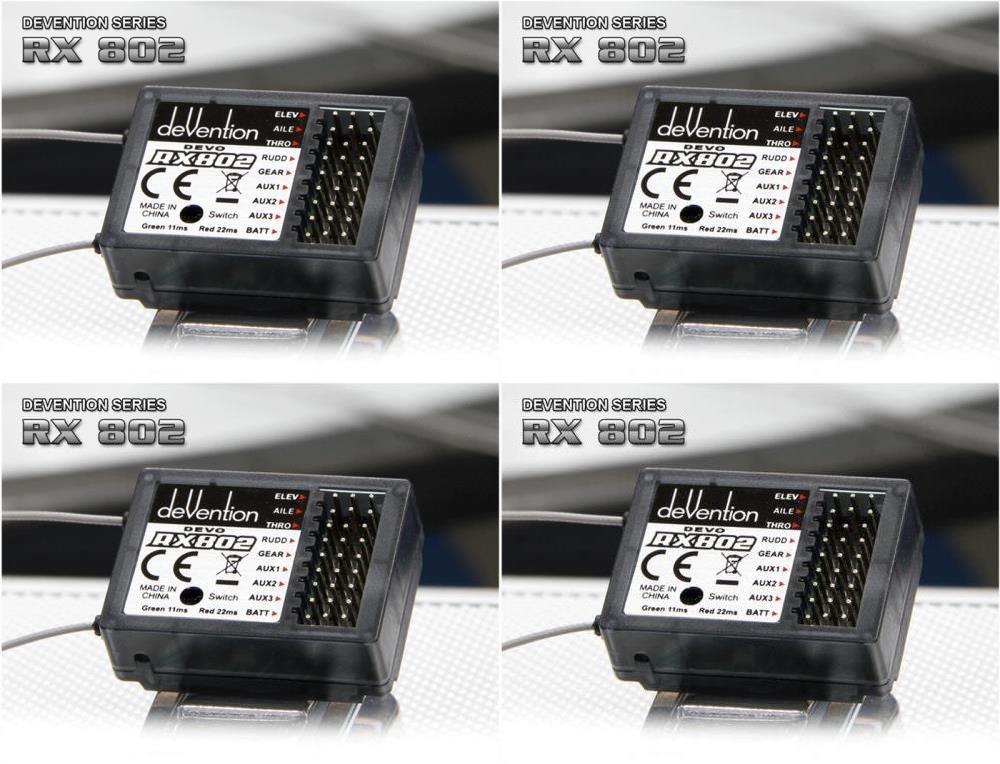 DEVENTION SERIES
RX 802
deVention
DEVO
RX802
CE
MADE IN
CHINA
Switch
Green 11ms Red 22ms
ELEV
AILE
THRO
RUDD
GEAR
AUX1
AUX2
AUX3
BATT
DEVENTION SERIES
RX 802
deVention
DEVO
RX802
CE
MADE IN
CHINA
Switch
Green 11ms Red 22ms
ELEV
AILE
THRO
RUDD
GEAR
AUX1
AUX2
AUX3
BATT
DEVENTION SERIES
RX 802
deVention
DEVO
RX802
CE
MADE IN
CHINA
Switch
Green 11ms Red 22ms
ELEV
AILE
THRO
RUDD
GEAR
AUX1
AUX2
AUX3
BATT
DEVENTION SERIES
RX 802
deVention
DEVO
RX802
CE
MADE IN
CHINA
Switch
Green 11ms Red 22ms
ELEV
AILE
THRO
RUDD
GEAR
AUX1
AUX2
AUX3
BATT